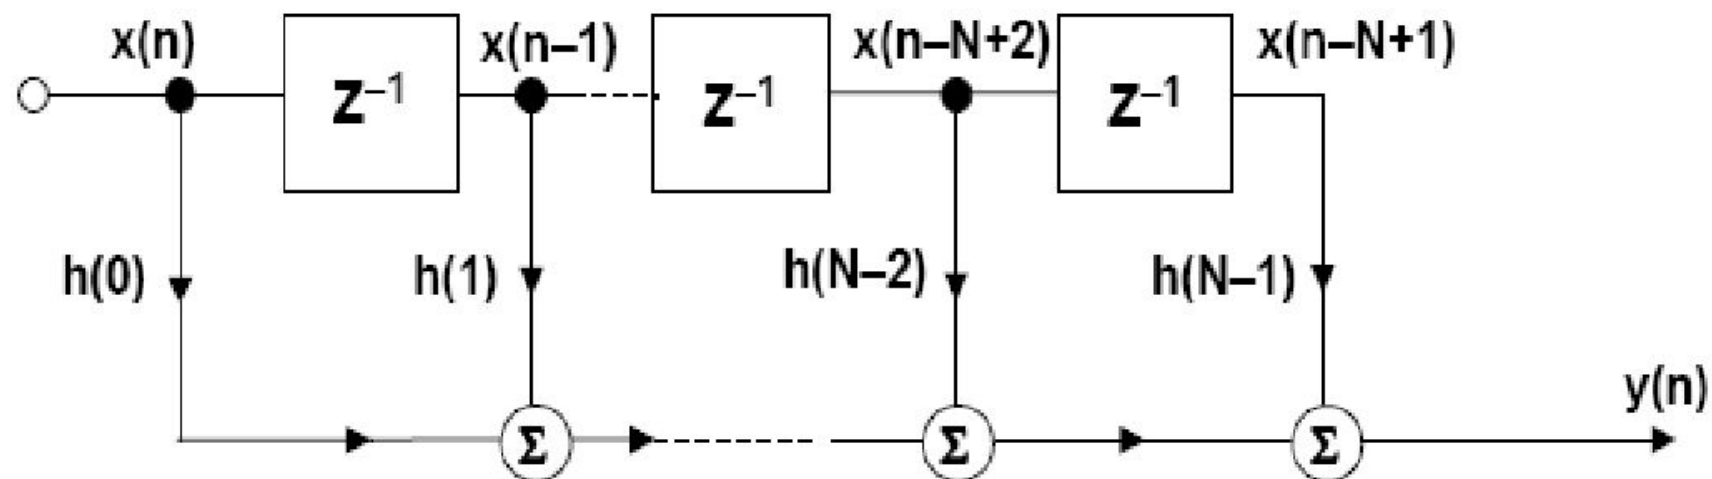 x(n) x(n–1) x(n–N+2) x(n–N+1)
Z⁻¹ Z⁻¹ Z⁻¹
h(0) h(1) h(N–2) h(N–1)
y(n)
Σ Σ Σ